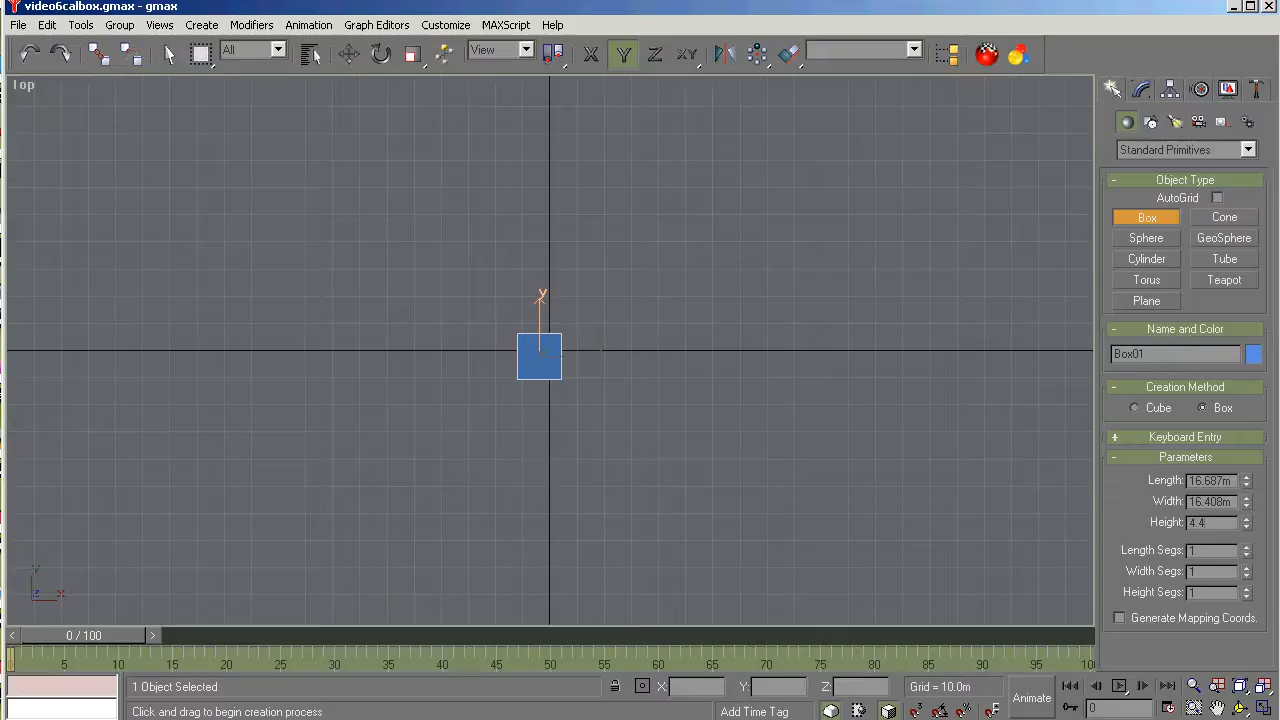 video6calbox.gmax - gmax
File Edit Tools Group Views Create Modifiers Animation Graph Editors Customize MAXScript Help
All View X Y Z XY
Top
Standard Primitives
Object Type
AutoGrid
Box Cone
Sphere GeoSphere
Cylinder Tube
Torus Teapot
Plane
Name and Color
Box01
Creation Method
Cube Box
+ Keyboard Entry
- Parameters
Length: 16.687m
Width: 16.408m
Height: 4.4
Length Segs: 1
Width Segs: 1
Height Segs: 1
Generate Mapping Coords.
y
y
z x
< 0 / 100 >
5 10 15 20 25 30 35 40 45 50 55 60 65 70 75 80 85 90 95 100
1 Object Selected X: Y: Z: Grid = 10.0m
Animate
Click and drag to begin creation process Add Time Tag 0